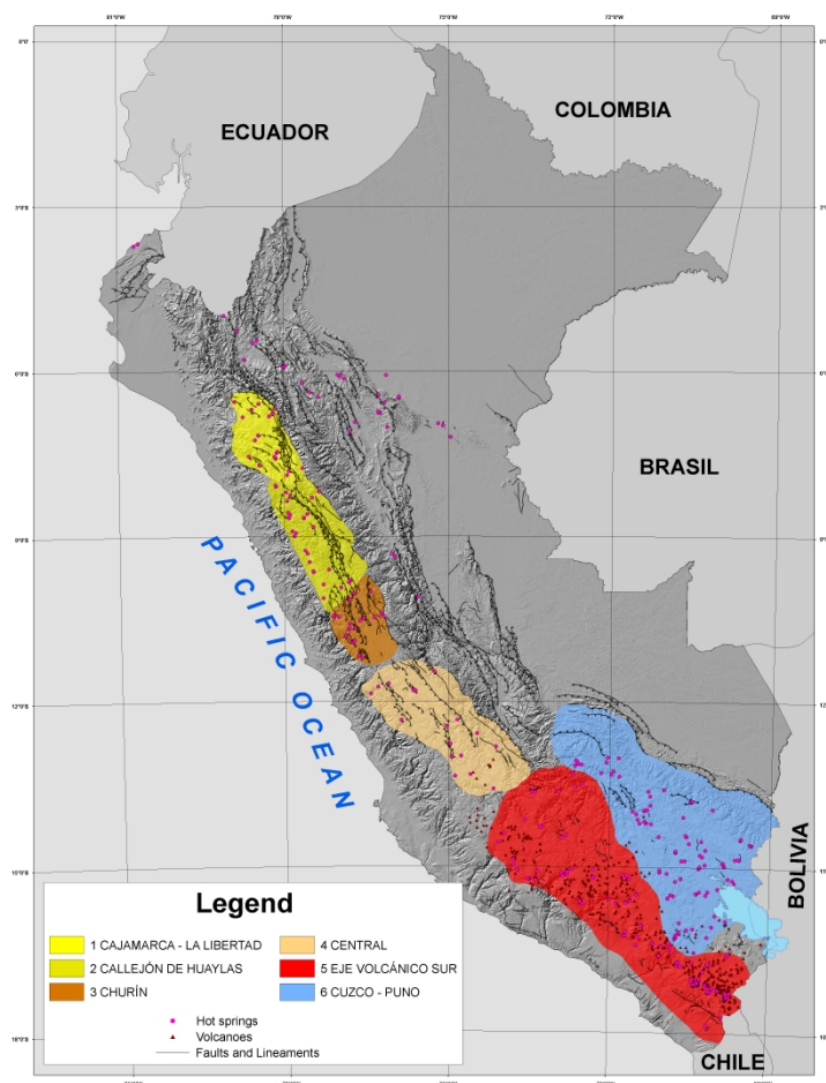 COLOMBIA
ECUADOR
BRASIL
PACIFIC OCEAN
BOLIVIA
Legend
1 CAJAMARCA - LA LIBERTAD
2 CALLEJÓN DE HUAYLAS
3 CHURÍN
4 CENTRAL
5 EJE VOLCÁNICO SUR
6 CUZCO - PUNO
Hot springs
Volcanoes
Faults and Lineaments
CHILE